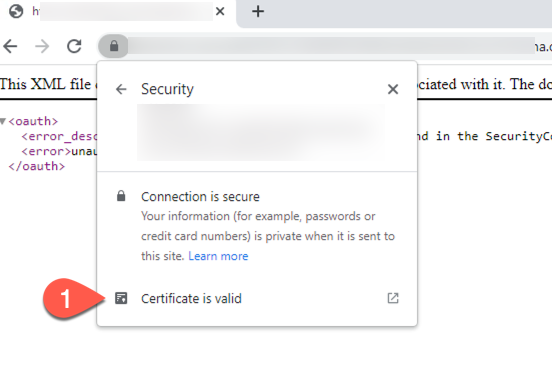 ht
na.c
Security
This XML file
ociated with it. The do
<oauth>
<error_desc
nd in the SecurityCo
<error>unau
</oauth>
Connection is secure
Your information (for example, passwords or
credit card numbers) is private when it is sent to
this site. Learn more
1
Certificate is valid